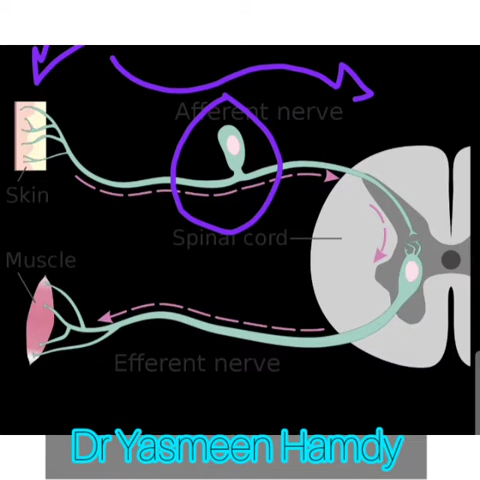 Afferent nerve
Skin
Spinal cord
Muscle
Efferent nerve
Dr Yasmeen Hamdy